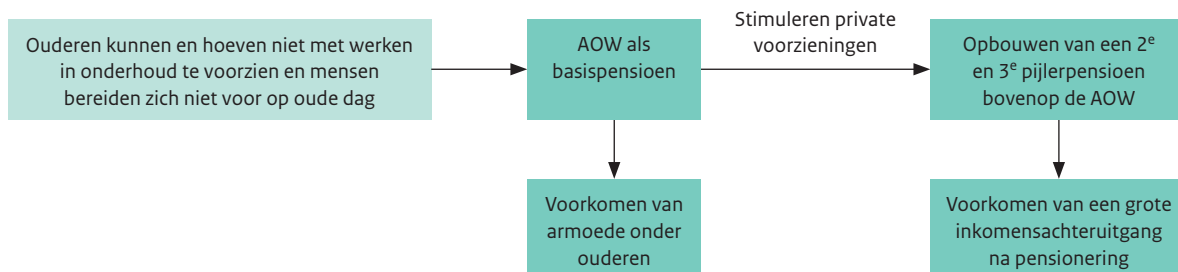 Ouderen kunnen en hoeven niet met werken
in onderhoud te voorzien en mensen
bereiden zich niet voor op oude dag
AOW als
basispensioen
Stimuleren private
voorzieningen
Opbouwen van een 2e
en 3e pijlerpensioen
bovenop de AOW
Voorkomen van
armoede onder
ouderen
Voorkomen van een grote
inkomensachteruitgang
na pensionering